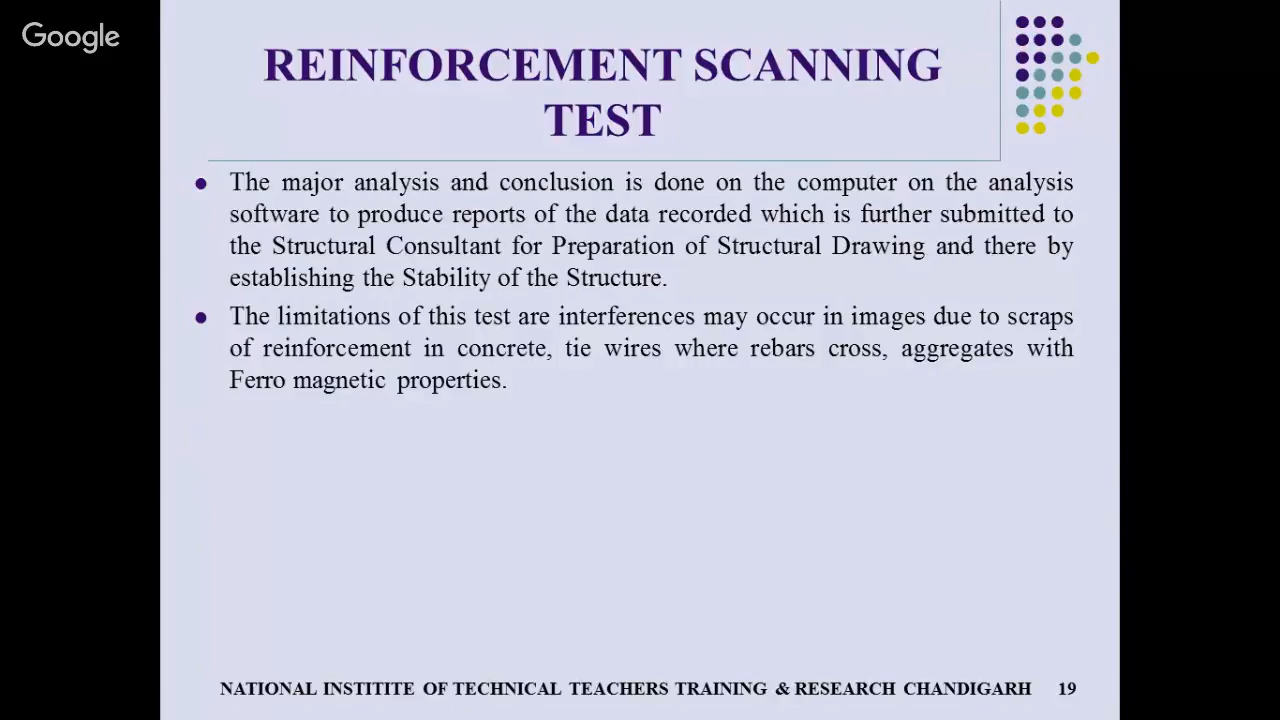 Google
REINFORCEMENT SCANNING
TEST
The major analysis and conclusion is done on the computer on the analysis
software to produce reports of the data recorded which is further submitted to
the Structural Consultant for Preparation of Structural Drawing and there by
establishing the Stability of the Structure.
The limitations of this test are interferences may occur in images due to scraps
of reinforcement in concrete, tie wires where rebars cross, aggregates with
Ferro magnetic properties.
NATIONAL INSTITITE OF TECHNICAL TEACHERS TRAINING & RESEARCH CHANDIGARH 19